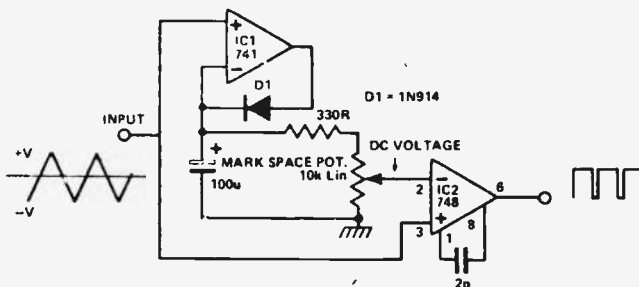 +
IC1
741
−
D1
D1 = 1N914
330R
INPUT
+V
−V
+
100u
MARK SPACE POT.
10k Lin
DC VOLTAGE
2
−
IC2
748
6
3
+
1
8
2p